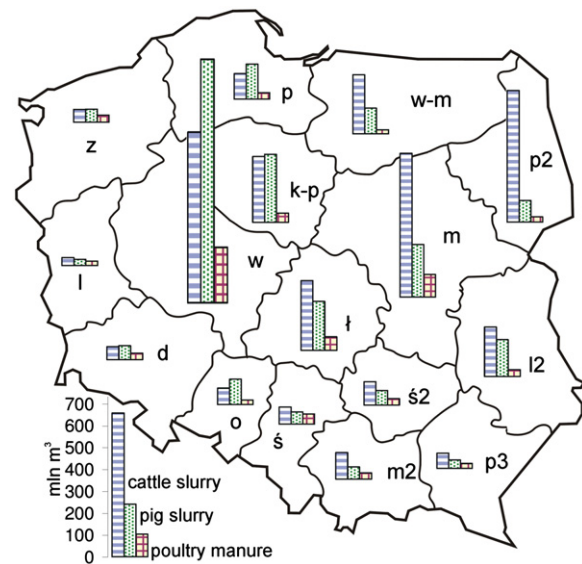 p
w-m
z
p2
k-p
m
w
l
ł
d
l2
ś2
o
ś
m2
p3
mln m³
700
600
500
400
300
200
100
0
cattle slurry
pig slurry
poultry manure